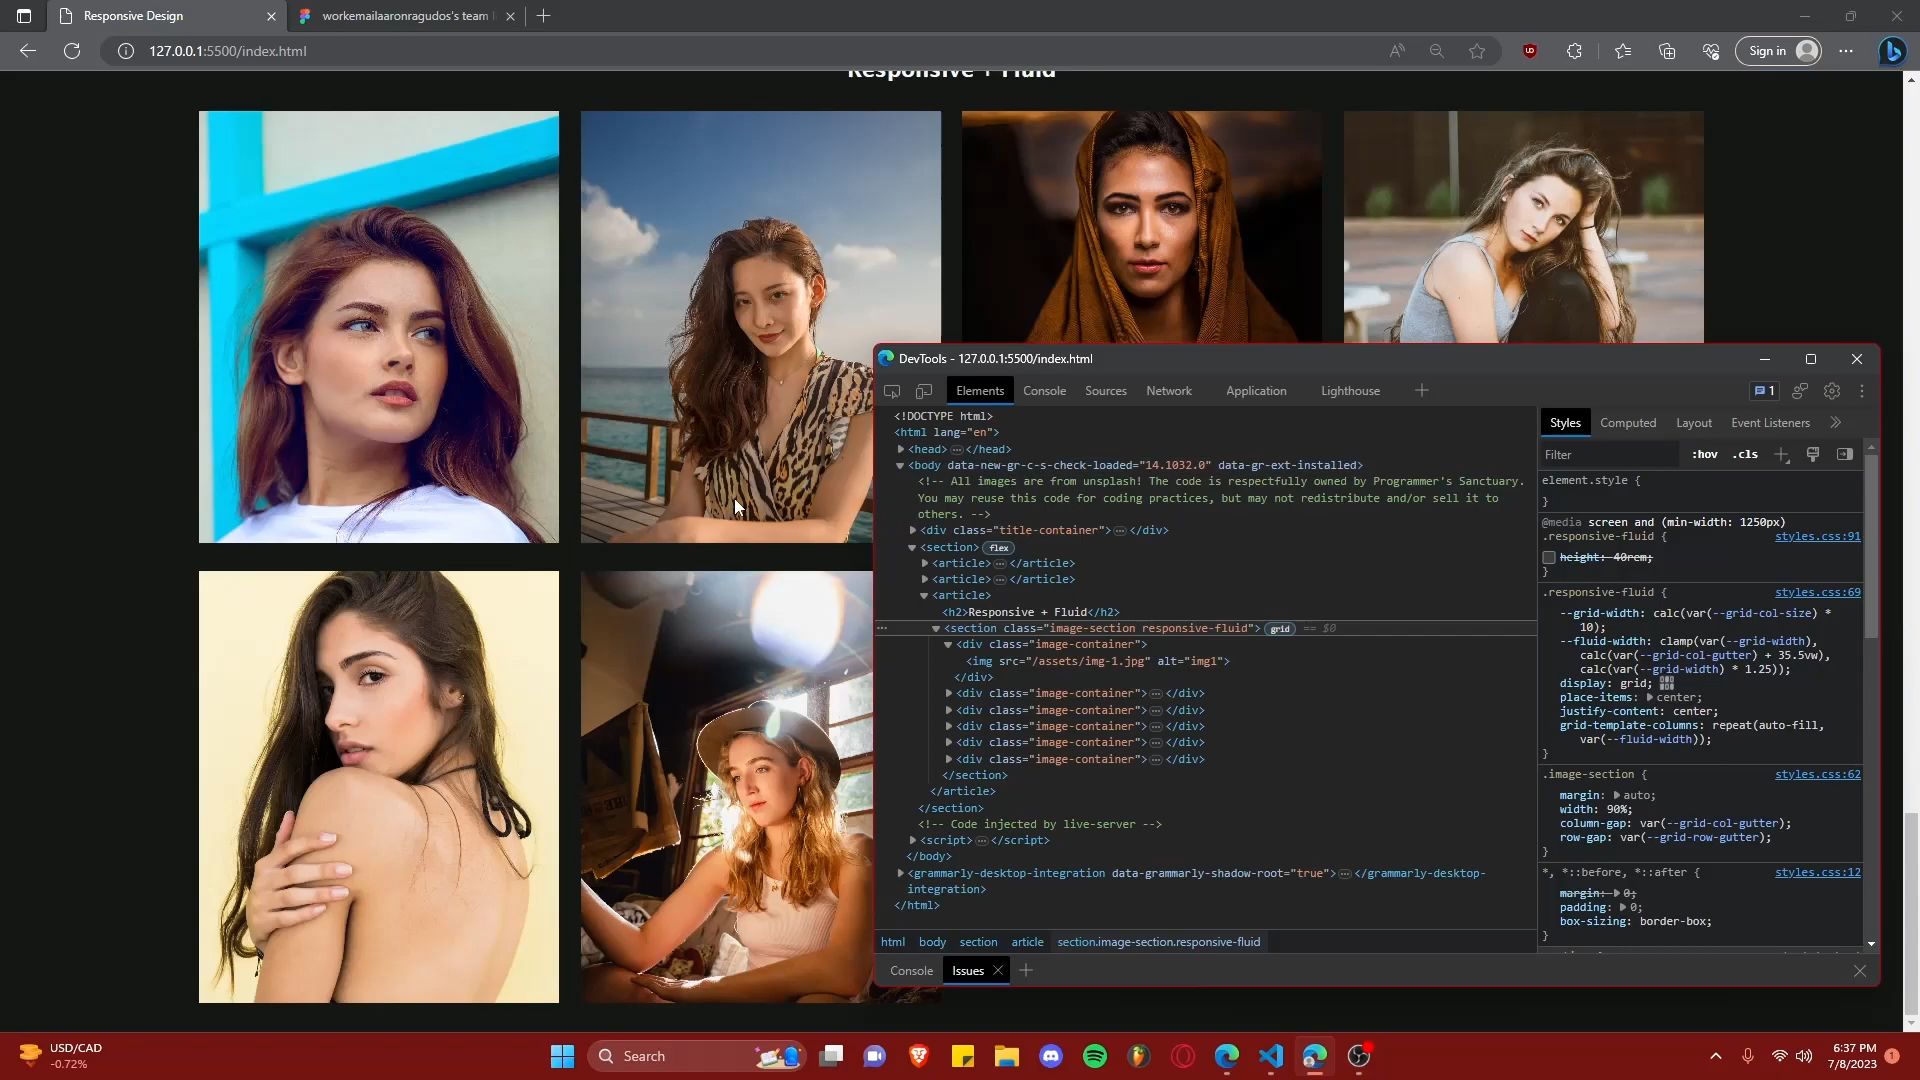 Responsive Design
workemailaaronragudos's team l
127.0.0.1:5500/index.html
Sign in
Responsive + Fluid
DevTools - 127.0.0.1:5500/index.html
Elements
Console
Sources
Network
Application
Lighthouse
1
<!DOCTYPE html>
<html lang="en">
<head> … </head>
<body data-new-gr-c-s-check-loaded="14.1032.0" data-gr-ext-installed>
<!-- All images are from unsplash! The code is respectfully owned by Programmer's Sanctuary.
You may reuse this code for coding practices, but may not redistribute and/or sell it to
others. -->
<div class="title-container"> … </div>
<section> flex
<article> … </article>
<article> … </article>
<article>
<h2>Responsive + Fluid</h2>
… <section class="image-section responsive-fluid"> grid == $0
<div class="image-container">
<img src="/assets/img-1.jpg" alt="img1">
</div>
<div class="image-container"> … </div>
<div class="image-container"> … </div>
<div class="image-container"> … </div>
<div class="image-container"> … </div>
<div class="image-container"> … </div>
</section>
</article>
</section>
<!-- Code injected by live-server -->
<script> … </script>
</body>
<grammarly-desktop-integration data-grammarly-shadow-root="true"> … </grammarly-desktop-
integration>
</html>
html body section article section.image-section.responsive-fluid
Console
Issues
Styles
Computed
Layout
Event Listeners
Filter
:hov
.cls
element.style {
}
@media screen and (min-width: 1250px)
.responsive-fluid { styles.css:91
height: 40rem;
}
.responsive-fluid { styles.css:69
--grid-width: calc(var(--grid-col-size) *
10);
--fluid-width: clamp(var(--grid-width),
calc(var(--grid-col-gutter) + 35.5vw),
calc(var(--grid-width) * 1.25));
display: grid;
place-items: center;
justify-content: center;
grid-template-columns: repeat(auto-fill,
var(--fluid-width));
}
.image-section { styles.css:62
margin: auto;
width: 90%;
column-gap: var(--grid-col-gutter);
row-gap: var(--grid-row-gutter);
}
*, *::before, *::after { styles.css:12
margin: 0;
padding: 0;
box-sizing: border-box;
}
USD/CAD
-0.72%
Search
6:37 PM
7/8/2023
1